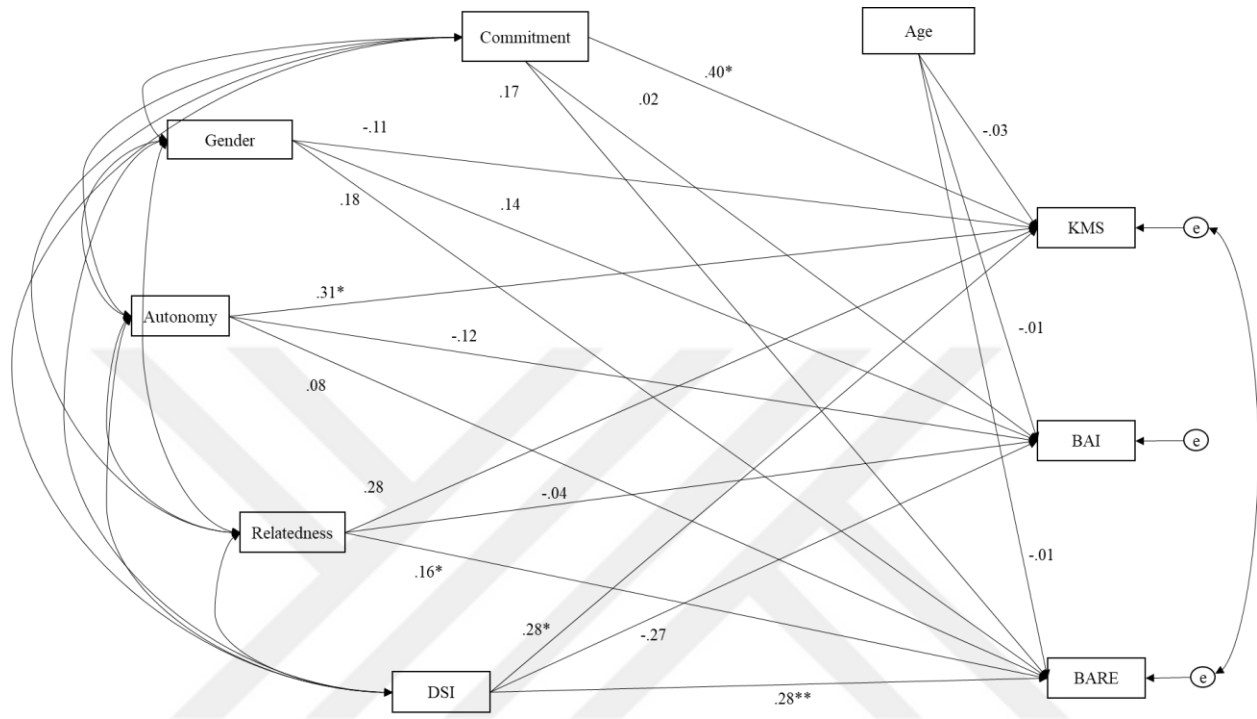 Commitment
Age
.40*
.17
.02
-.03
Gender
-.11
.18
.14
KMS
e
Autonomy
.31*
-.12
-.01
.08
BAI
e
.28
-.04
Relatedness
.16*
-.01
.28*
-.27
DSI
.28**
BARE
e